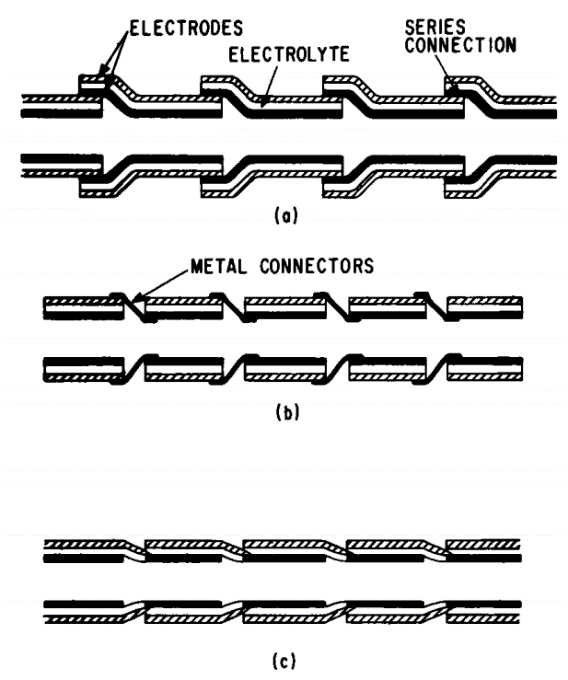 ELECTRODES
ELECTROLYTE
SERIES
CONNECTION
(a)
METAL CONNECTORS
(b)
(c)